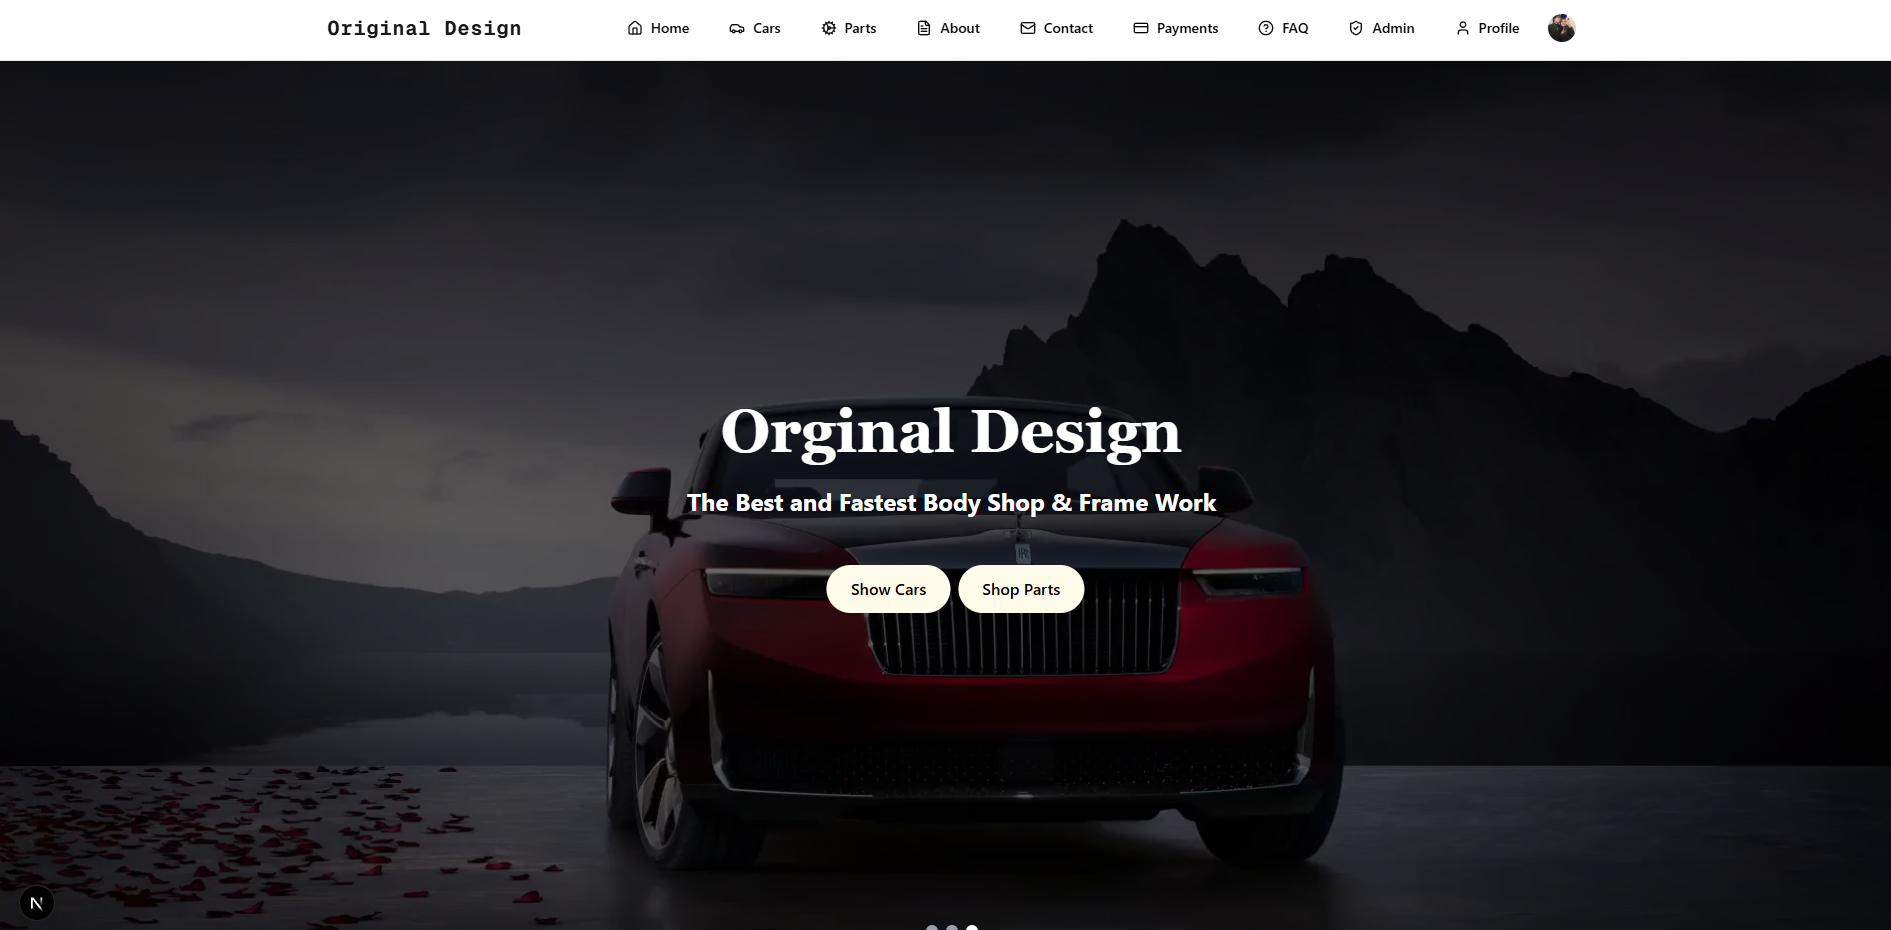 Original Design
Home Cars Parts About Contact Payments FAQ Admin Profile
Orginal Design
The Best and Fastest Body Shop & Frame Work
Show Cars Shop Parts
N